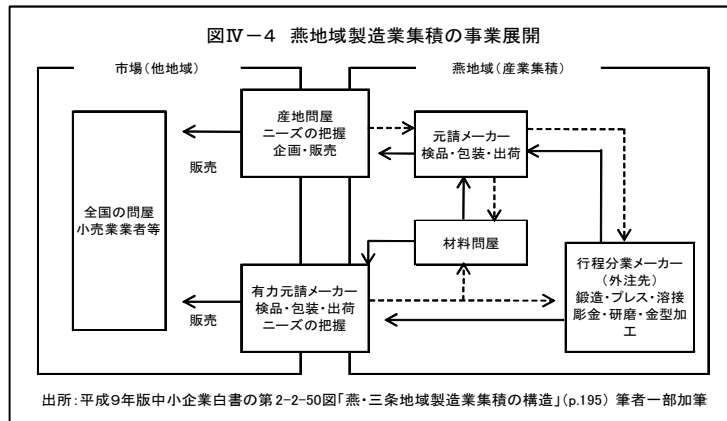 図Ⅳ－4 燕地域製造業集積の事業展開
市場(他地域)
燕地域(産業集積)
産地問屋
ニーズの把握
企画・販売
元請メーカー
検品・包装・出荷
販売
全国の問屋
小売業業者等
材料問屋
行程分業メーカー
(外注先)
鍛造・プレス・溶接
彫金・研磨・金型加
工
有力元請メーカー
検品・包装・出荷
ニーズの把握
販売
出所:平成9年版中小企業白書の第2-2-50図「燕・三条地域製造業集積の構造」(p.195) 筆者一部加筆